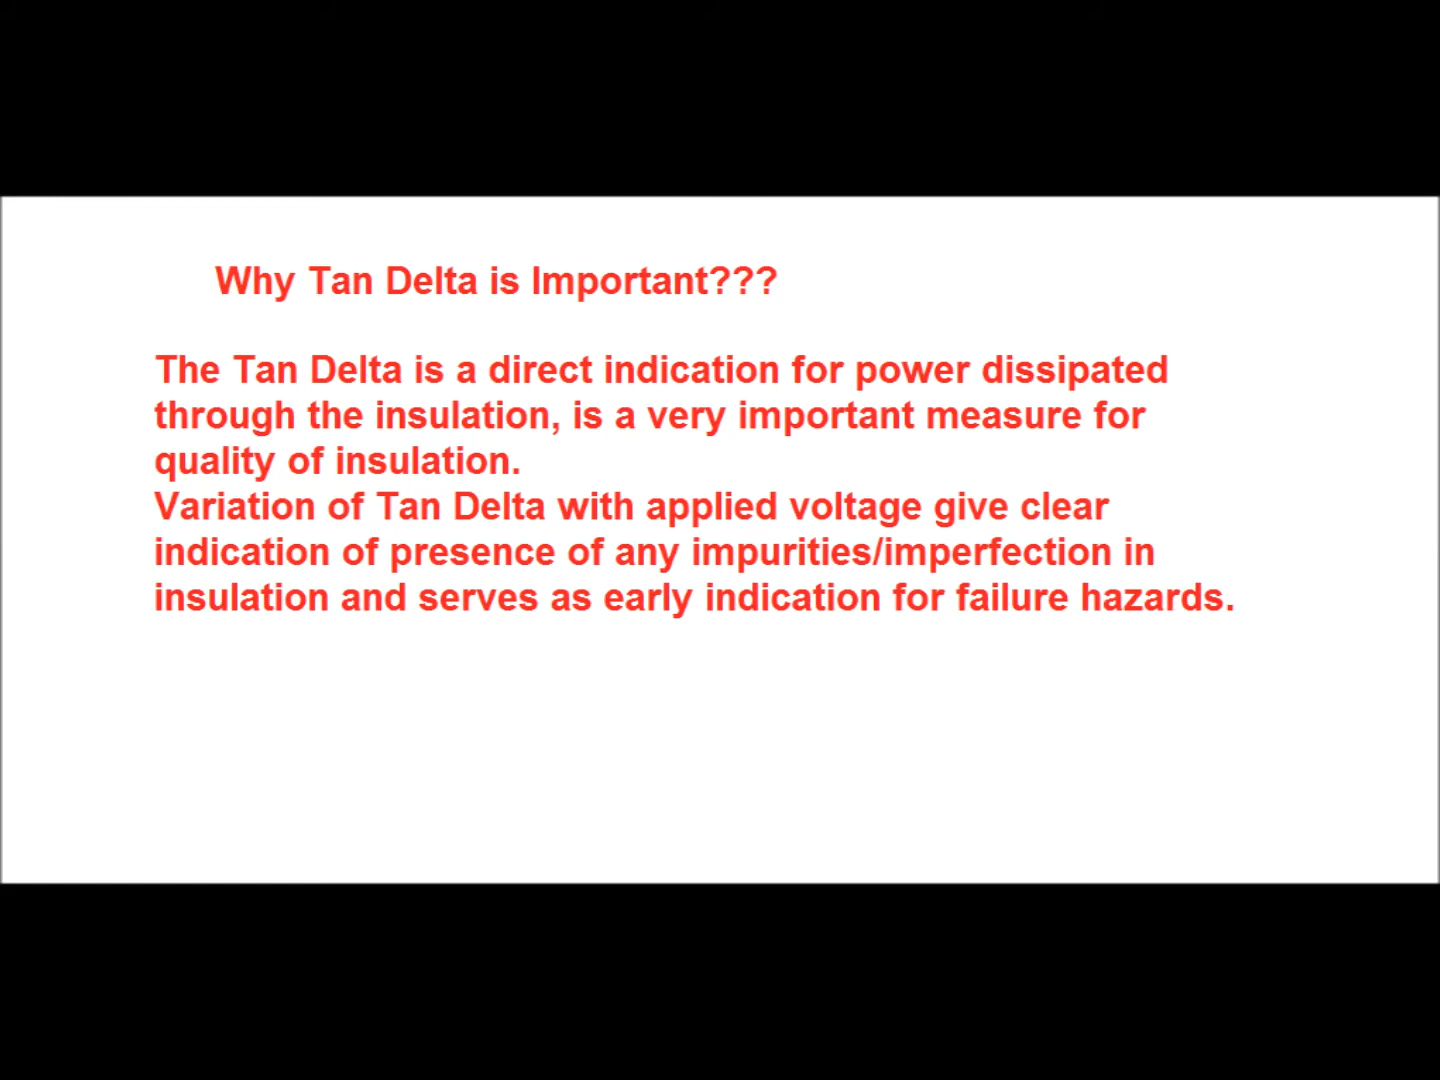 Why Tan Delta is Important???
The Tan Delta is a direct indication for power dissipated
through the insulation, is a very important measure for
quality of insulation.
Variation of Tan Delta with applied voltage give clear
indication of presence of any impurities/imperfection in
insulation and serves as early indication for failure hazards.